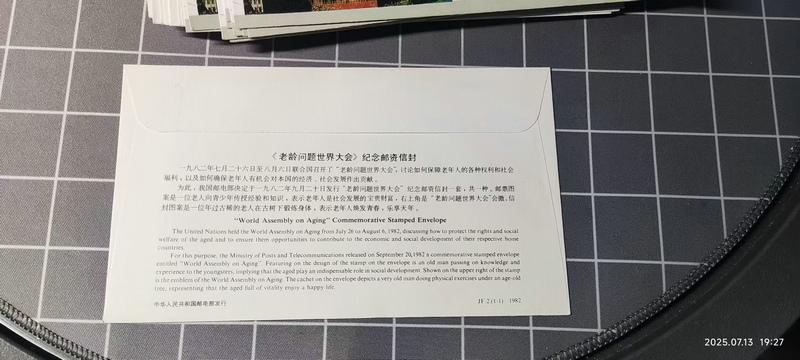 《老龄问题世界大会》纪念邮资信封
一九八二年七月二十六日至八月六日联合国召开了“老龄问题世界大会”,讨论如何保障老年人的各种权利和社会
福利,以及如何确保老年人有机会对本国的经济、社会发展作出贡献。
为此,我国邮电部决定于一九八二年九月二十日发行“老龄问题世界大会”纪念邮资信封一套,共一种。邮票图
案是一位老人向青少年传授经验和知识,表示老年人是社会发展的宝贵财富,右上角是“老龄问题世界大会”会徽。信
封图案是一位年过古稀的老人在古树下锻炼身体,表示老年人焕发青春,乐享天年。
"World Assembly on Aging" Commemorative Stamped Envelope
The United Nations held the World Assembly on Aging from July 26 to August 6, 1982, discussing how to protect the rights and social
welfare of the aged and to ensure them opportunities to contribute to the economic and social development of their respective home
countries.
For this purpose, the Ministry of Posts and Telecommunications released on September 20,1982 a commemorative stamped envelope
entitled "World Assembly on Aging". Featuring on the design of the stamp on the envelope is an old man passing on knowledge and
experience to the youngsters, implying that the aged play an indispensable role in social development. Shown on the upper right of the stamp
is the emblem of the World Assembly on Aging. The cachet on the envelope depicts a very old man doing physical exercises under an age-old
tree, representing that the aged full of vitality enjoy a happy life.
中华人民共和国邮电部发行
JF 2 (1-1) 1982
2025.07.13 19:27